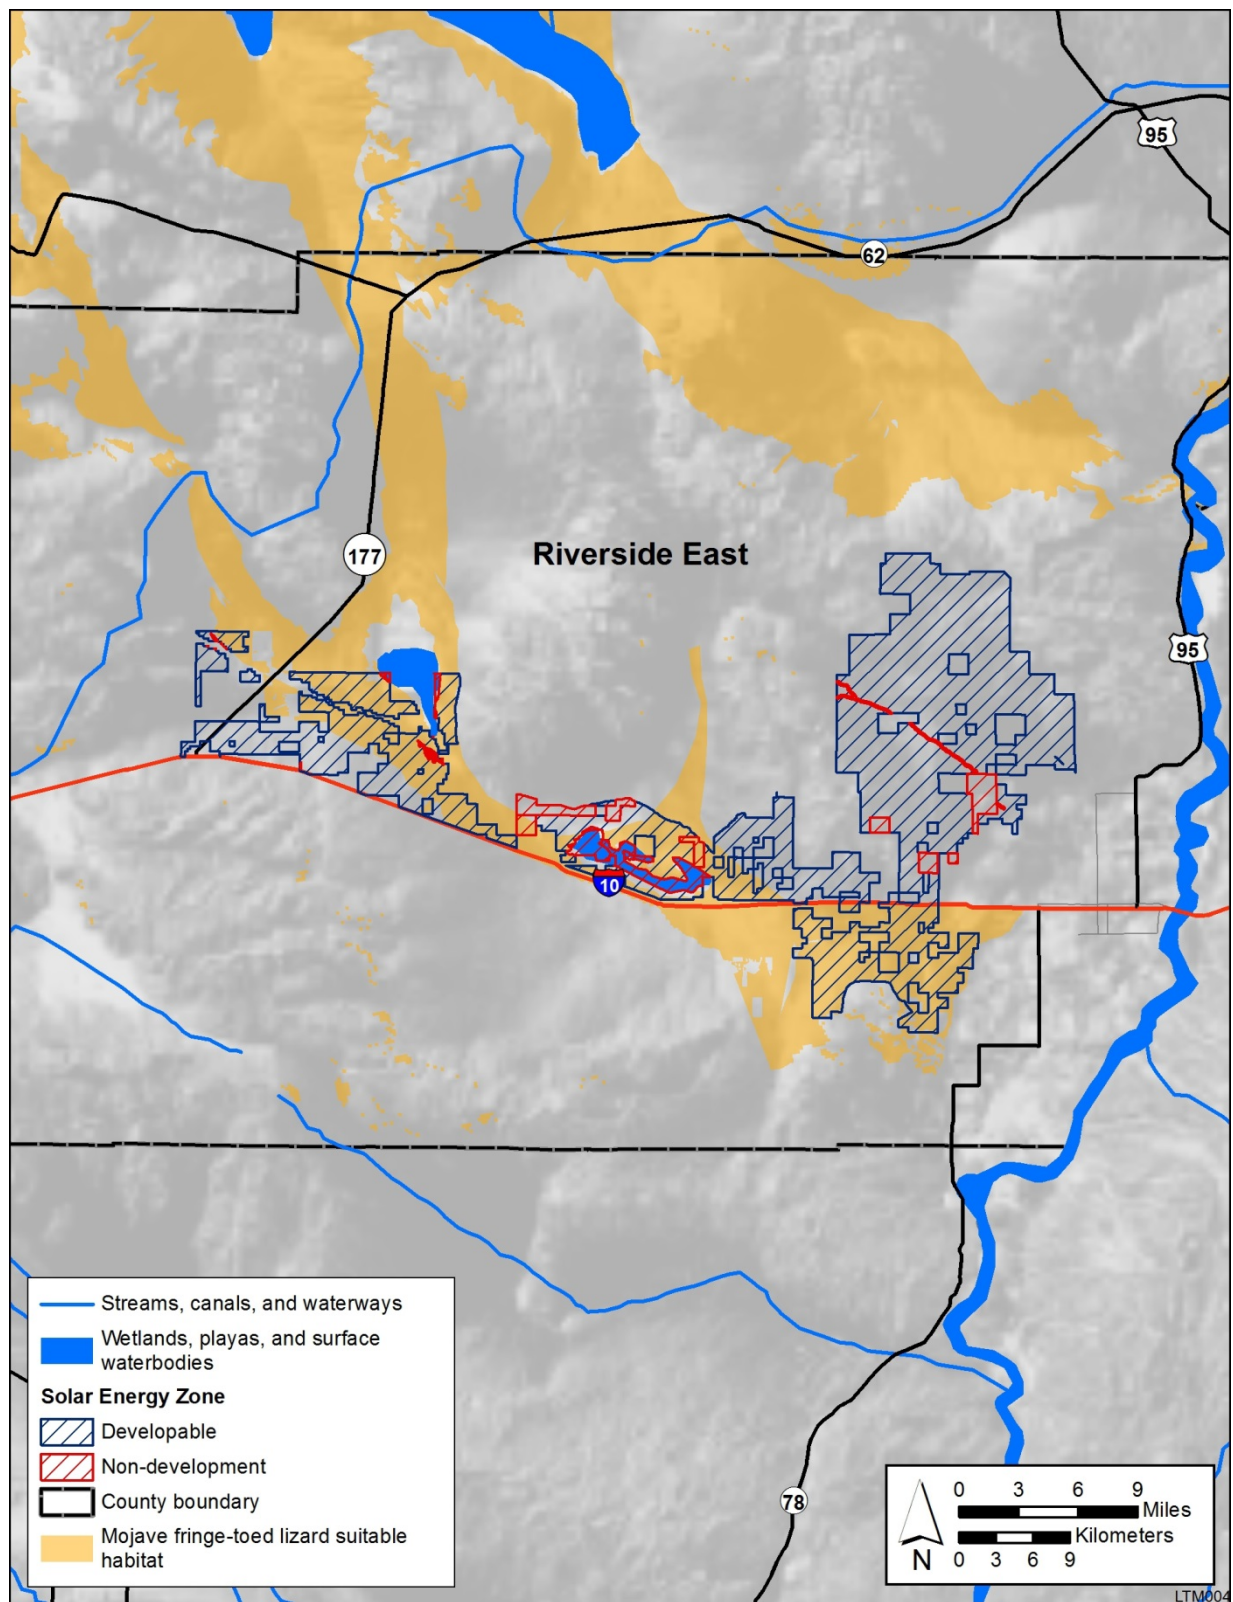 95
62
177
Riverside East
95
10
Streams, canals, and waterways
Wetlands, playas, and surface
waterbodies
Solar Energy Zone
Developable
Non-development
County boundary
Mojave fringe-toed lizard suitable
habitat
78
N
0 3 6 9
Miles
Kilometers
0 3 6 9
LTM004